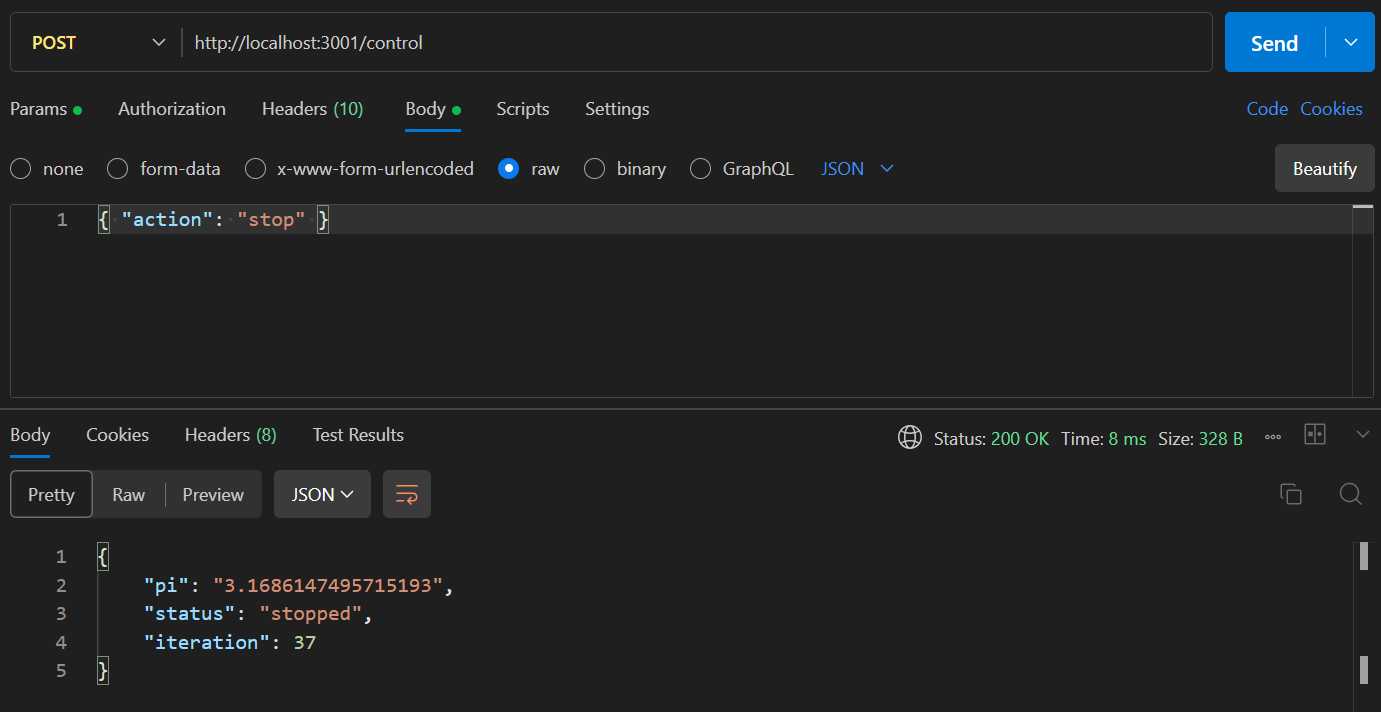 POST http://localhost:3001/control Send
Params Authorization Headers (10) Body Scripts Settings Code Cookies
none form-data x-www-form-urlencoded raw binary GraphQL JSON Beautify
1 { "action": "stop" }
Body Cookies Headers (8) Test Results Status: 200 OK Time: 8 ms Size: 328 B
Pretty Raw Preview JSON
1 {
2 "pi": "3.1686147495715193",
3 "status": "stopped",
4 "iteration": 37
5 }